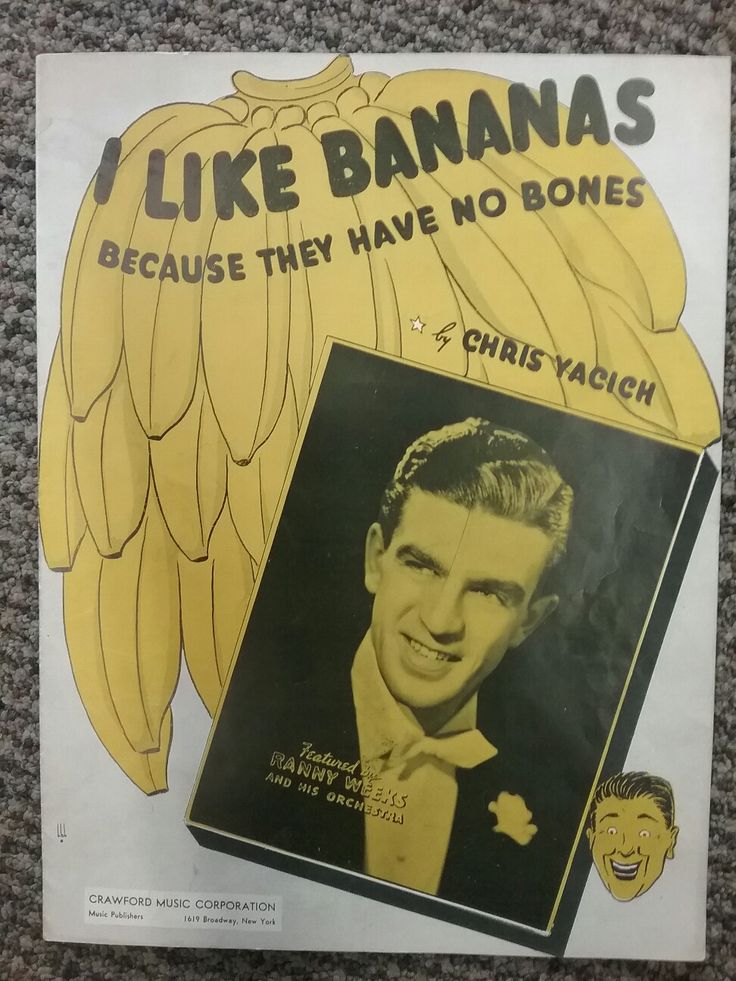 I LIKE BANANAS
BECAUSE THEY HAVE NO BONES
by CHRIS YACICH
Featured by
RANNY WEEKS
AND HIS ORCHESTRA
CRAWFORD MUSIC CORPORATION
Music Publishers 1619 Broadway, New York